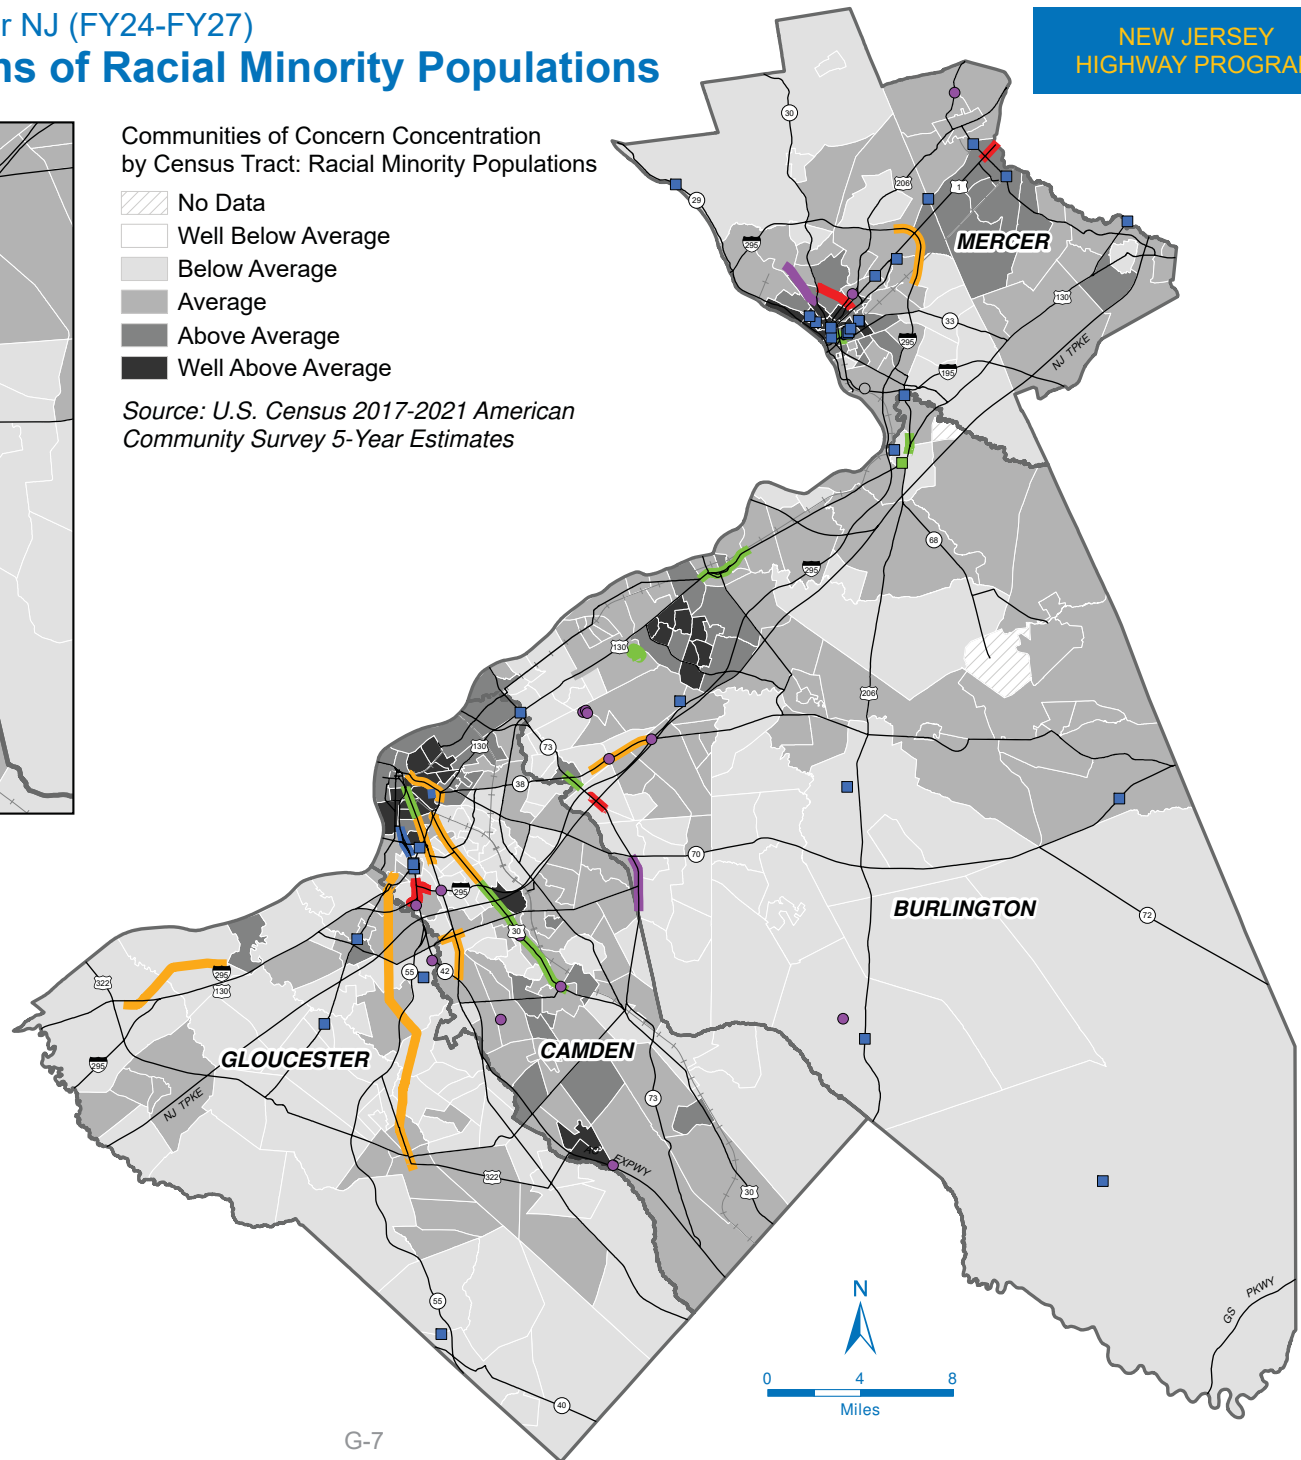 r NJ (FY24-FY27)
ns of Racial Minority Populations
NEW JERSEY
HIGHWAY PROGRA
Communities of Concern Concentration
by Census Tract: Racial Minority Populations
No Data
Well Below Average
Below Average
Average
Above Average
Well Above Average
Source: U.S. Census 2017-2021 American
Community Survey 5-Year Estimates
30
206
1
29
295
MERCER
130
33
295
195
NJ TPKE
68
295
130
206
130
73
38
70
295
BURLINGTON
72
30
322
295
130
55
42
GLOUCESTER
CAMDEN
295
NJ TPKE
73
EXPWY
322
30
55
40
GS PKWY
N
0 4 8
Miles
G-7